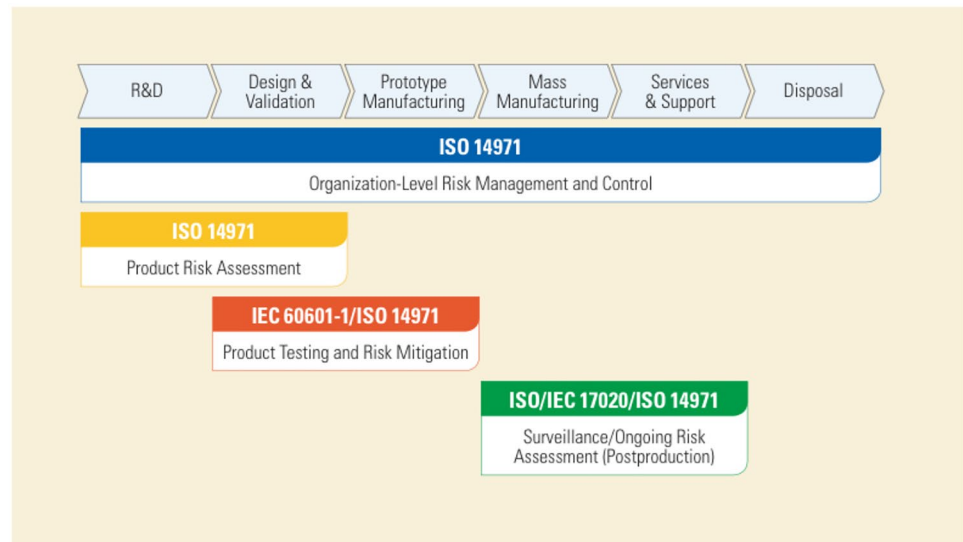 R&D
Design &
Validation
Prototype
Manufacturing
Mass
Manufacturing
Services
& Support
Disposal
ISO 14971
Organization-Level Risk Management and Control
ISO 14971
Product Risk Assessment
IEC 60601-1/ISO 14971
Product Testing and Risk Mitigation
ISO/IEC 17020/ISO 14971
Surveillance/Ongoing Risk
Assessment (Postproduction)